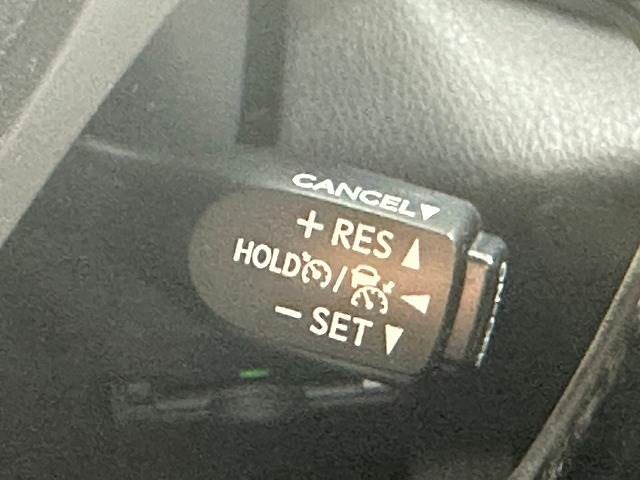 CANCEL▼
+ RES ▲
HOLD /
- SET ▼